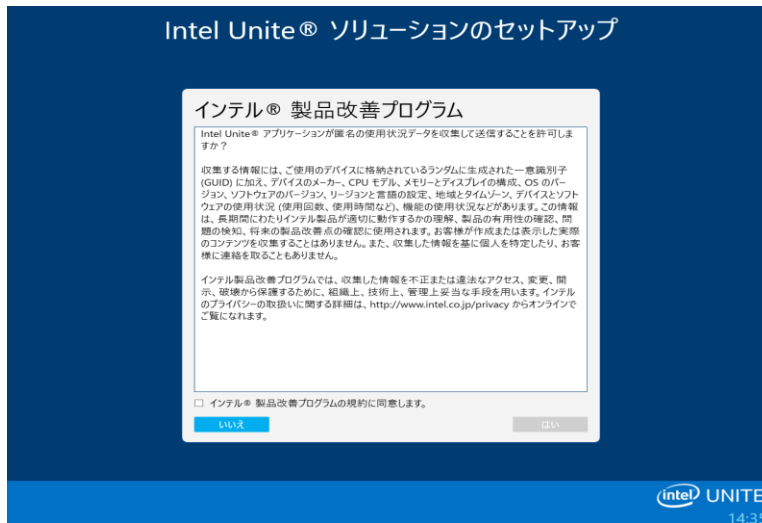 Intel Unite® ソリューションのセットアップ
インテル® 製品改善プログラム
Intel Unite® アプリケーションが匿名の使用状況データを収集して送信することを許可しま
すか？
収集する情報には、ご使用のデバイスに格納されているランダムに生成された一意識別子
(GUID) に加え、デバイスのメーカー、CPU モデル、メモリーとディスプレイの構成、OS のバー
ジョン、ソフトウェアのバージョン、リージョンと言語の設定、地域とタイムゾーン、デバイスとソフト
ウェアの使用状況 (使用回数、使用時間など)、機能の使用状況などがあります。この情報
は、長期間にわたりインテル製品が適切に動作するかの理解、製品の有用性の確認、問
題の検知、将来の製品改善点の確認に使用されます。お客様が作成または表示した実際
のコンテンツを収集することはありません。また、収集した情報を基に個人を特定したり、お客
様に連絡を取ることもありません。
インテル製品改善プログラムでは、収集した情報を不正または違法なアクセス、変更、開
示、破壊から保護するために、組織上、技術上、管理上妥当な手段を用います。インテル
のプライバシーの取扱いに関する詳細は、http://www.intel.co.jp/privacy からオンラインで
ご覧になれます。
インテル® 製品改善プログラムの規約に同意します。
いいえ
はい
intel UNITE
14:35